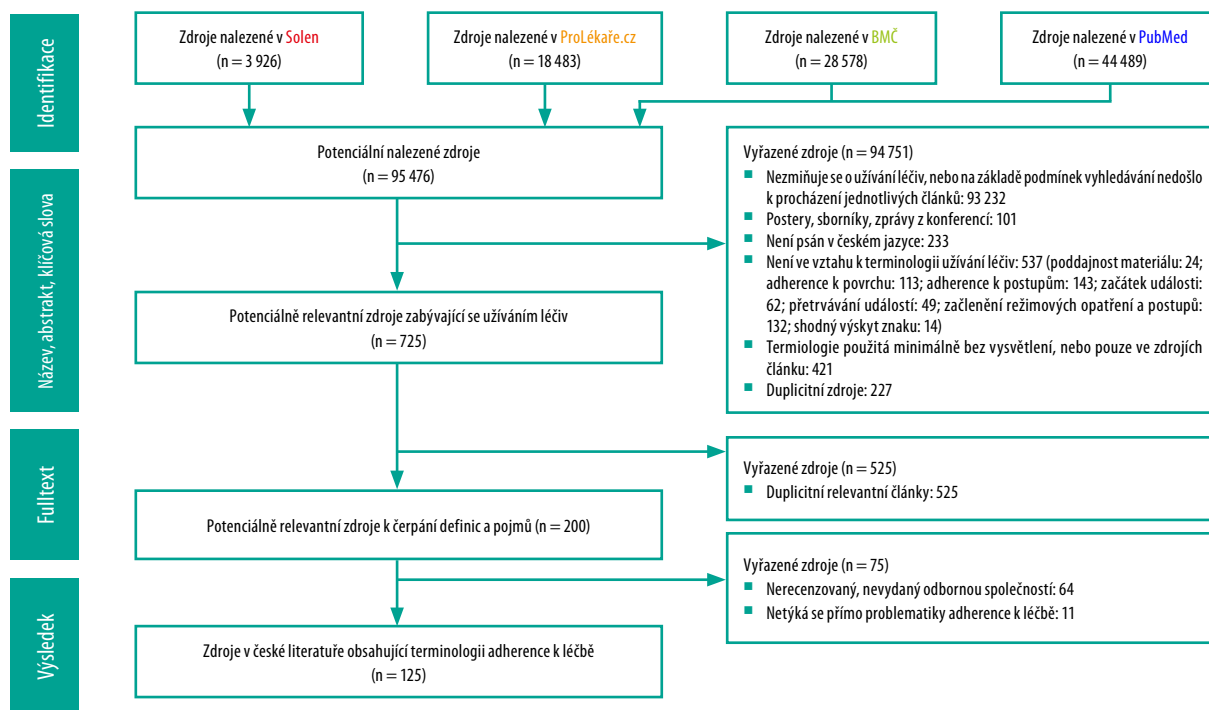 Identifikace
Zdroje nalezené v Solen
(n = 3 926)
Zdroje nalezené v ProLékaře.cz
(n = 18 483)
Zdroje nalezené v BMČ
(n = 28 578)
Zdroje nalezené v PubMed
(n = 44 489)
Potenciální nalezené zdroje
(n = 95 476)
Název, abstrakt, klíčová slova
Vyřazené zdroje (n = 94 751)
■ Nezmiňuje se o užívání léčiv, nebo na základě podmínek vyhledávání nedošlo
k procházení jednotlivých článků: 93 232
■ Postery, sborníky, zprávy z konferencí: 101
■ Není psán v českém jazyce: 233
■ Není ve vztahu k terminologii užívání léčiv: 537 (poddajnost materiálu: 24;
adherence k povrchu: 113; adherence k postupům: 143; začátek události:
62; přetrvávání událostí: 49; začlenění režimových opatření a postupů:
132; shodný výskyt znaku: 14)
■ Termiologie použitá minimálně bez vysvětlení, nebo pouze ve zdrojích
článku: 421
■ Duplicitní zdroje: 227
Potenciálně relevantní zdroje zabývající se užíváním léčiv
(n = 725)
Fulltext
Vyřazené zdroje (n = 525)
■ Duplicitní relevantní články: 525
Potenciálně relevantní zdroje k čerpání definic a pojmů (n = 200)
Výsledek
Vyřazené zdroje (n = 75)
■ Nerecenzovaný, nevydaný odbornou společností: 64
■ Netýká se přímo problematiky adherence k léčbě: 11
Zdroje v české literatuře obsahující terminologii adherence k léčbě
(n = 125)